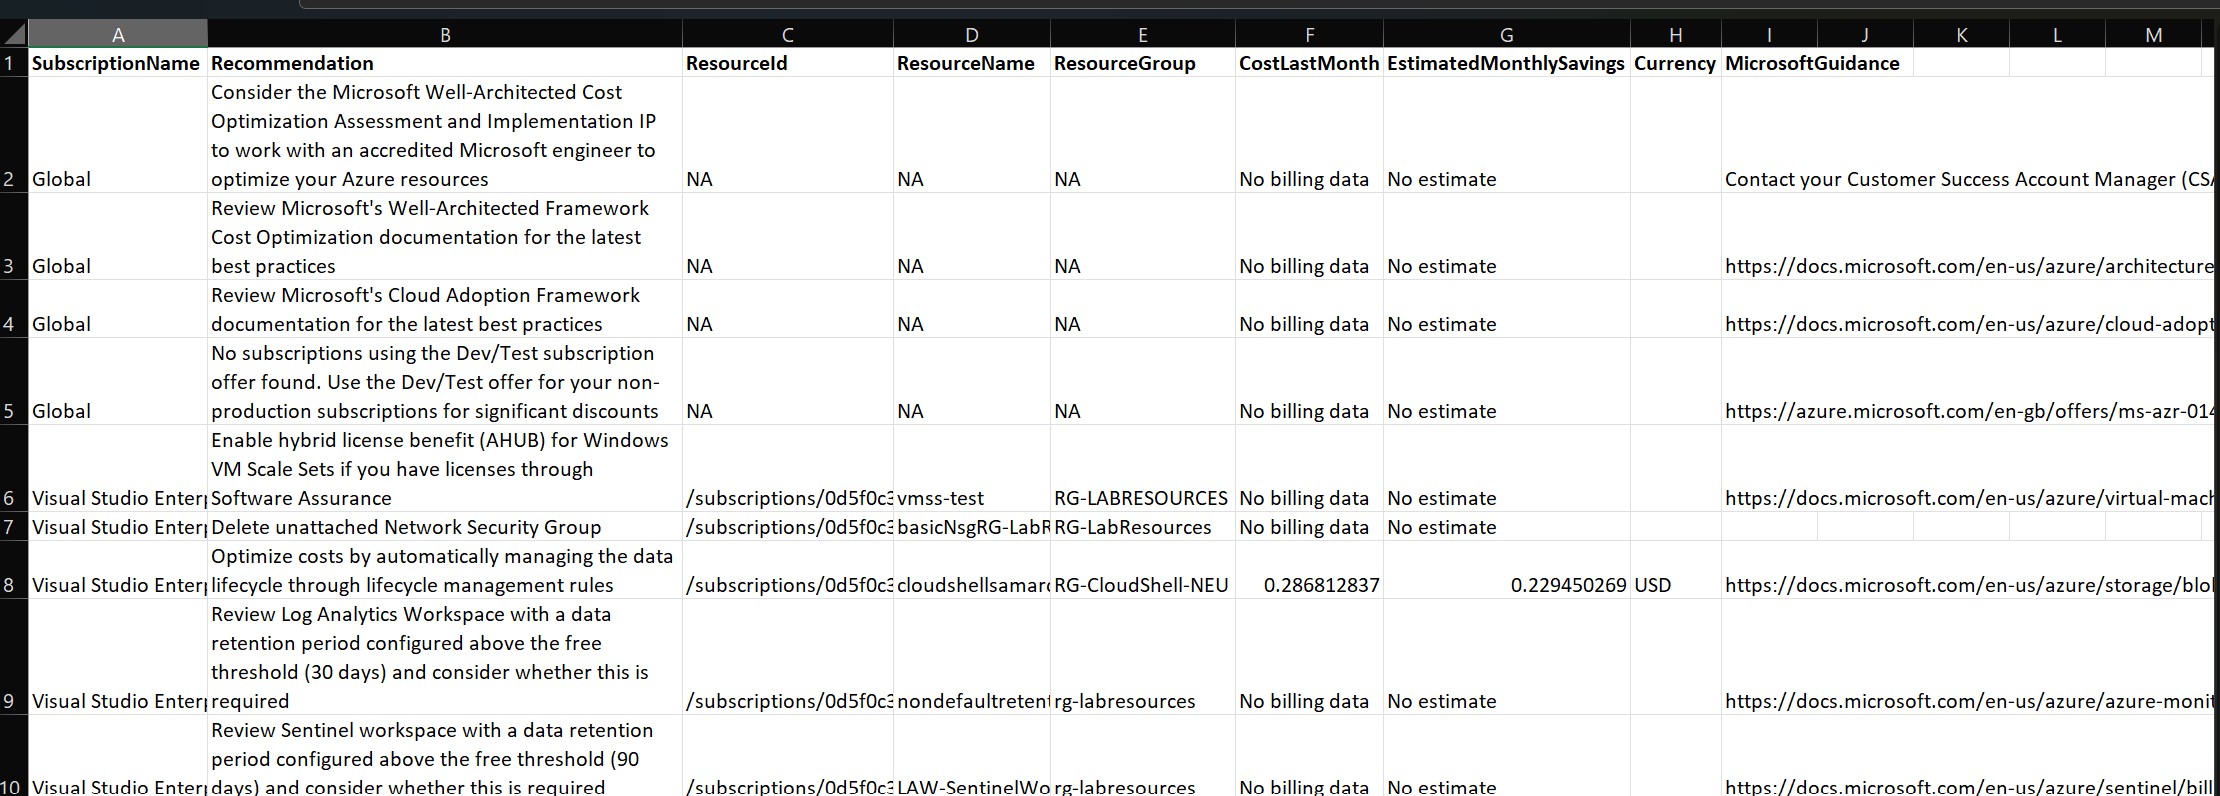 A B C D E F G H I J K L M
1 SubscriptionName Recommendation ResourceId ResourceName ResourceGroup CostLastMonth EstimatedMonthlySavings Currency MicrosoftGuidance
Consider the Microsoft Well-Architected Cost
Optimization Assessment and Implementation IP
to work with an accredited Microsoft engineer to
2 Global optimize your Azure resources NA NA NA No billing data No estimate Contact your Customer Success Account Manager (CSA
Review Microsoft's Well-Architected Framework
Cost Optimization documentation for the latest
3 Global best practices NA NA NA No billing data No estimate https://docs.microsoft.com/en-us/azure/architecture
Review Microsoft's Cloud Adoption Framework
4 Global documentation for the latest best practices NA NA NA No billing data No estimate https://docs.microsoft.com/en-us/azure/cloud-adopt
No subscriptions using the Dev/Test subscription
offer found. Use the Dev/Test offer for your non-
5 Global production subscriptions for significant discounts NA NA NA No billing data No estimate https://azure.microsoft.com/en-gb/offers/ms-azr-014
Enable hybrid license benefit (AHUB) for Windows
VM Scale Sets if you have licenses through
6 Visual Studio Enterp Software Assurance /subscriptions/0d5f0c3 vmss-test RG-LABRESOURCES No billing data No estimate https://docs.microsoft.com/en-us/azure/virtual-mach
7 Visual Studio Enterp Delete unattached Network Security Group /subscriptions/0d5f0c3 basicNsgRG-LabR RG-LabResources No billing data No estimate
Optimize costs by automatically managing the data
8 Visual Studio Enterp lifecycle through lifecycle management rules /subscriptions/0d5f0c3 cloudshellsamarc RG-CloudShell-NEU 0.286812837 0.229450269 USD https://docs.microsoft.com/en-us/azure/storage/blo
Review Log Analytics Workspace with a data
retention period configured above the free
threshold (30 days) and consider whether this is
9 Visual Studio Enterp required /subscriptions/0d5f0c3 nondefaultretent rg-labresources No billing data No estimate https://docs.microsoft.com/en-us/azure/azure-monit
Review Sentinel workspace with a data retention
period configured above the free threshold (90
10 Visual Studio Enterp days) and consider whether this is required /subscriptions/0d5f0c3 LAW-SentinelWo rg-labresources No billing data No estimate https://docs.microsoft.com/en-us/azure/sentinel/bill